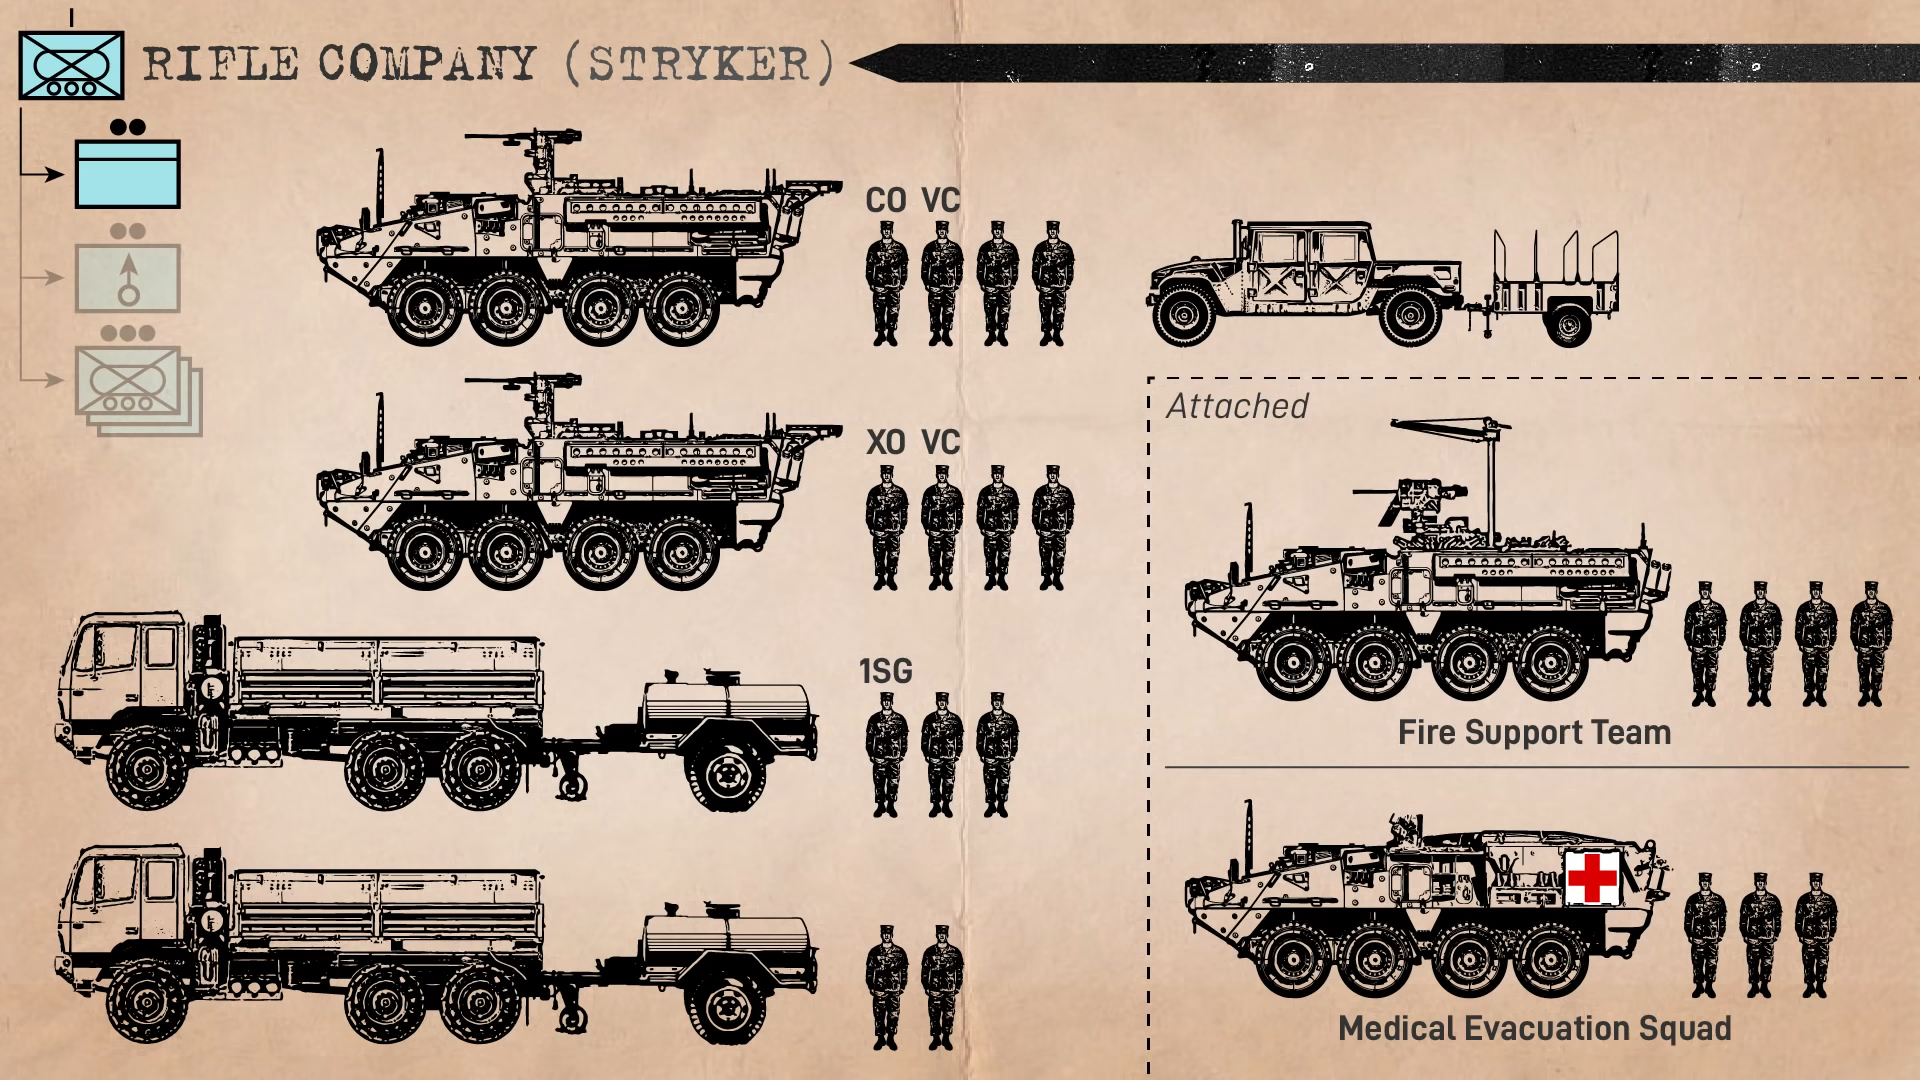 RIFLE COMPANY (STRYKER)
CO VC
XO VC
1SG
Attached
Fire Support Team
Medical Evacuation Squad